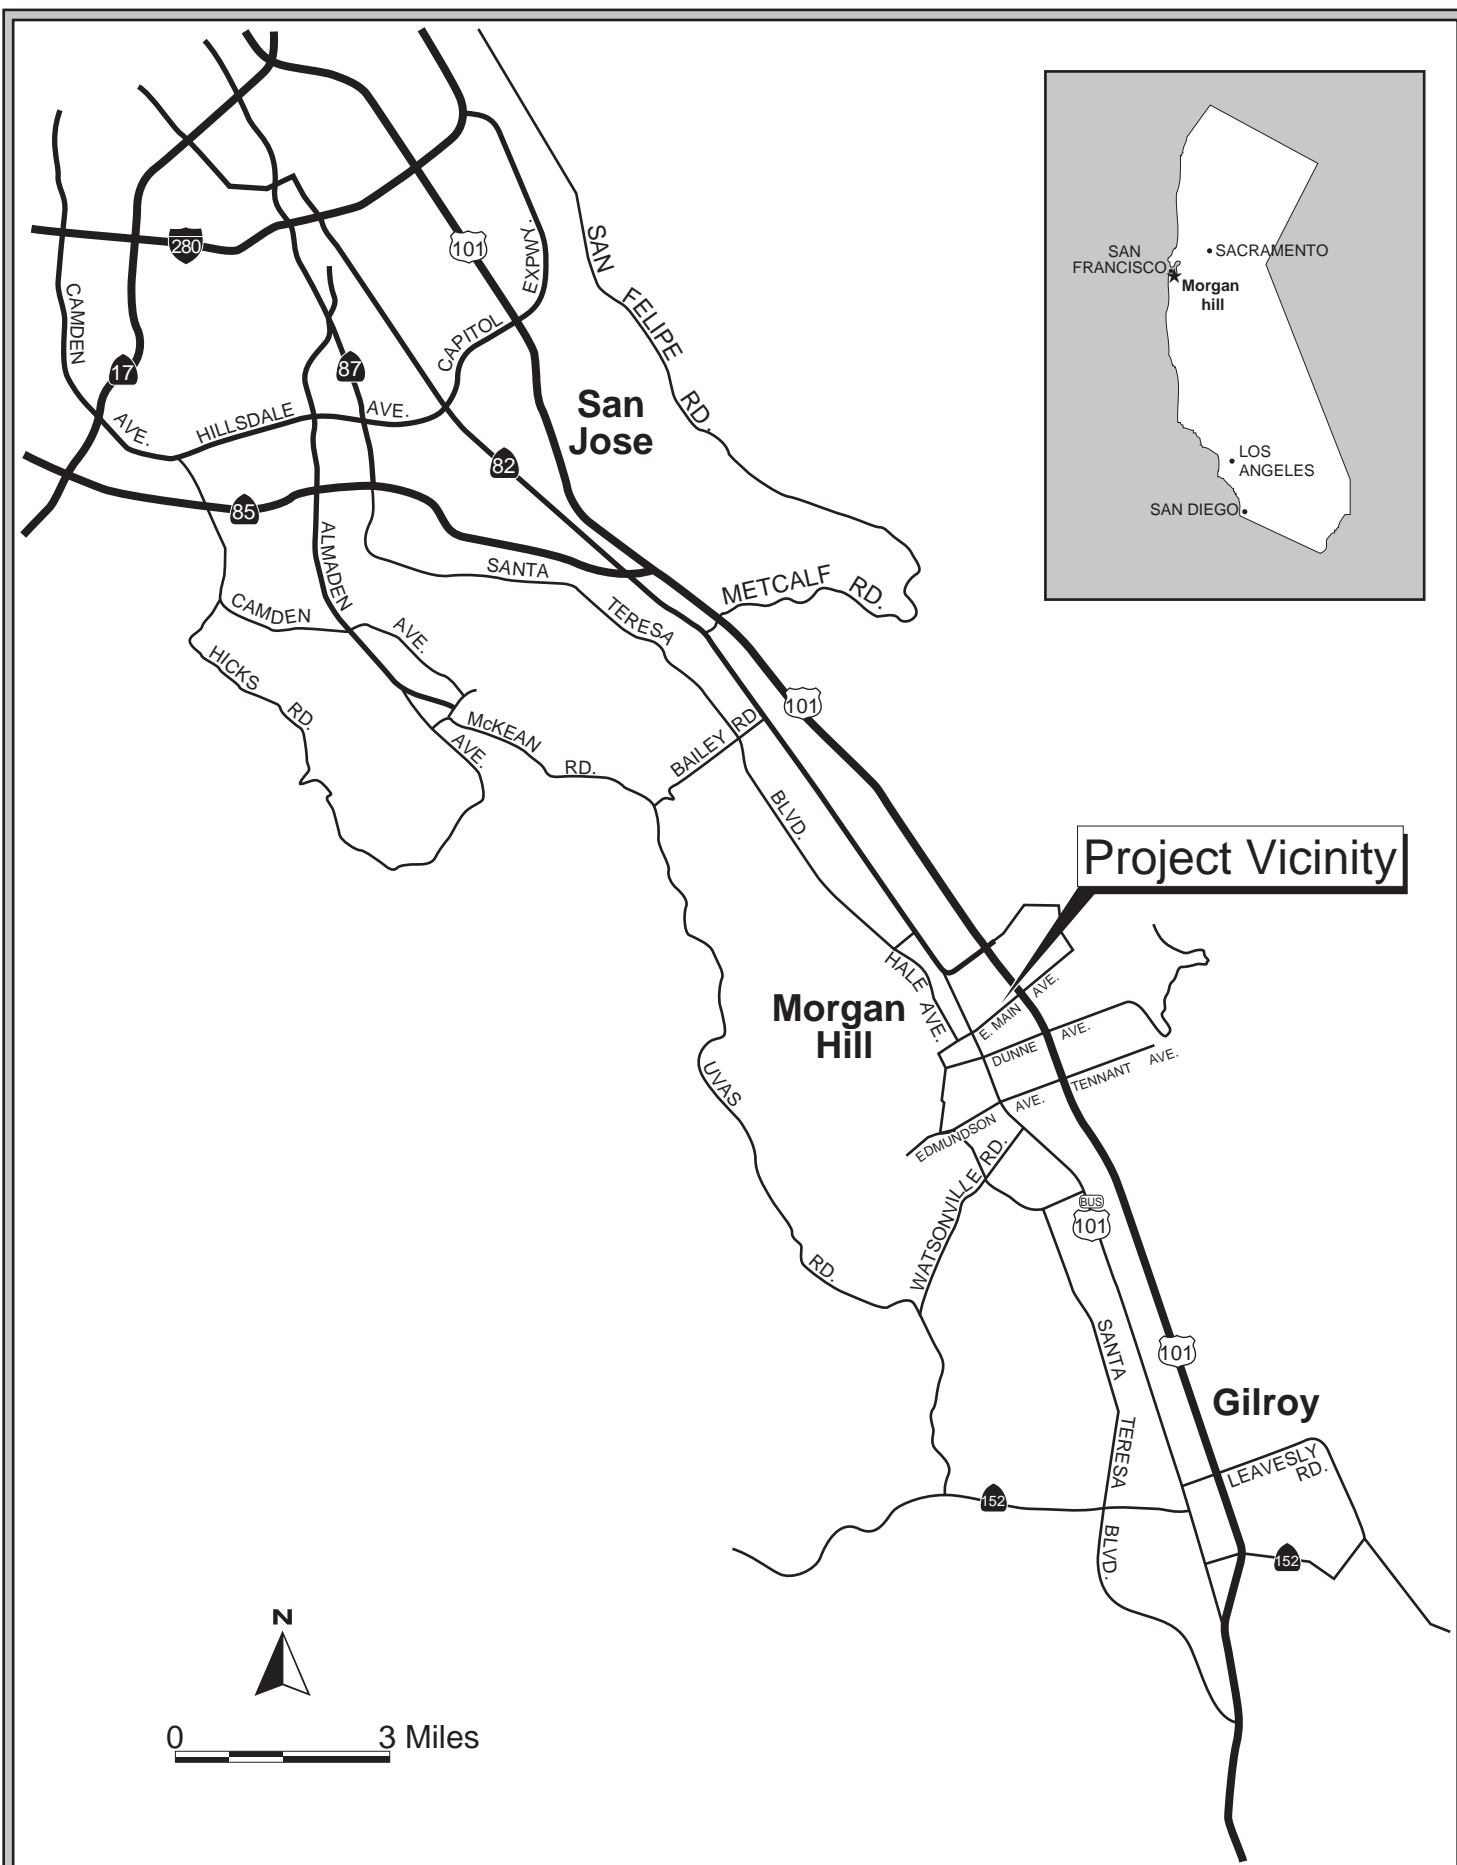 280
101
EXPWY.
SAN
FELIPE
RD.
CAMDEN
AVE.
17
87
CAPITOL
HILLSDALE
AVE.
San
Jose
82
85
ALMADEN
SANTA
TERESA
METCALF
RD.
CAMDEN
AVE.
HICKS
RD.
McKEAN
RD.
AVE.
BAILEY RD
101
BLVD.
SAN
FRANCISCO
SACRAMENTO
Morgan
hill
LOS
ANGELES
SAN DIEGO
Project Vicinity
HALE
AVE.
Morgan
Hill
E. MAIN
AVE.
DUNNE
AVE.
TENNANT
AVE.
EDMUNDSON
AVE.
UVAS
RD.
WATSONVILLE
RD.
BUS
101
SANTA
TERESA
BLVD.
101
Gilroy
LEAVESLY
RD.
152
152
N
0
3 Miles